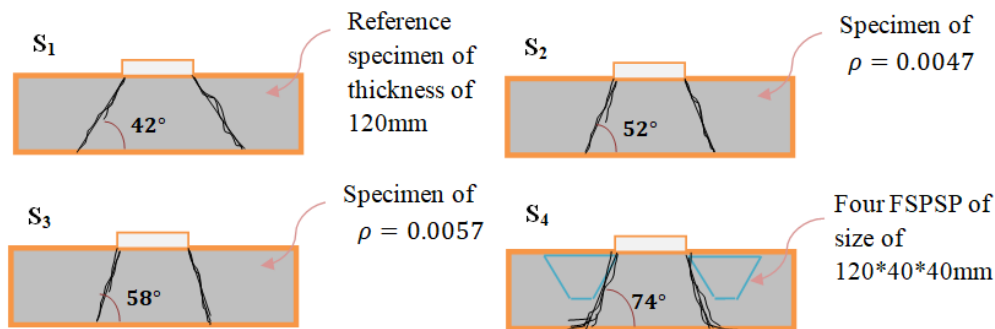 S₁
Reference
specimen of
thickness of
120mm
42°
S₂
Specimen of
ρ = 0.0047
52°
S₃
Specimen of
ρ = 0.0057
58°
S₄
Four FSPSP of
size of
120*40*40mm
74°